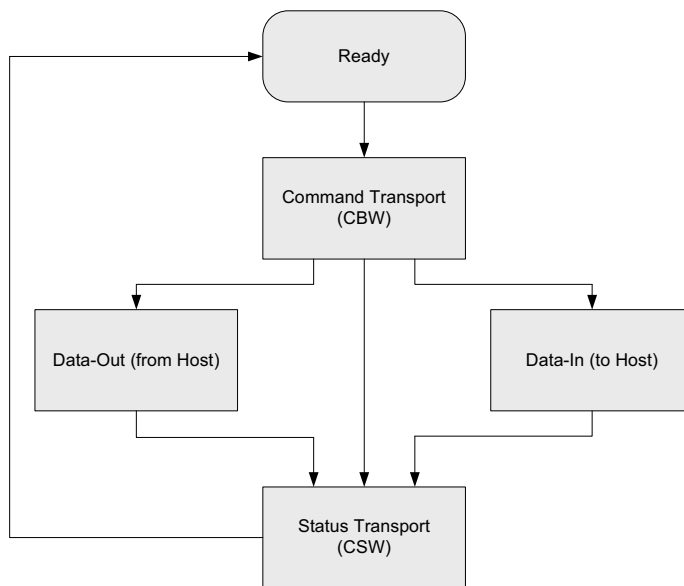 Ready
Command Transport
(CBW)
Data-Out (from Host)
Data-In (to Host)
Status Transport
(CSW)